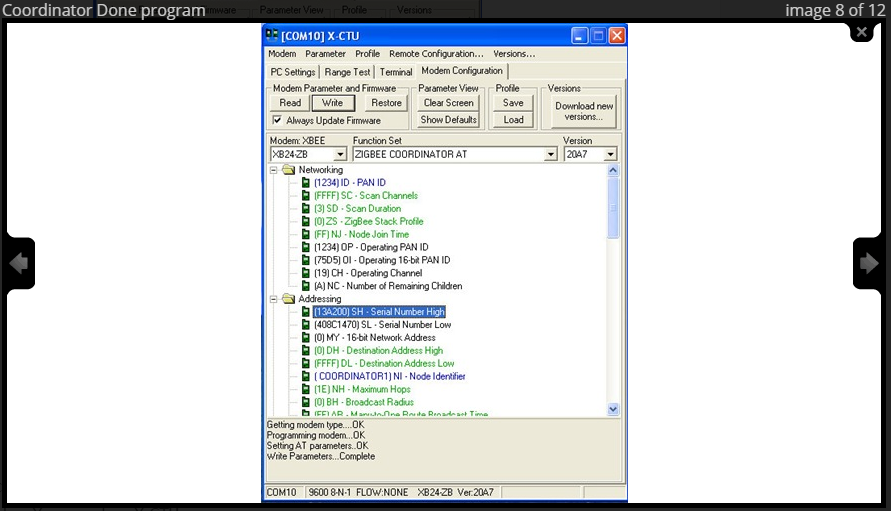 Coordinator Done program
image 8 of 12
[COM10] X-CTU
Modem Parameter Profile Remote Configuration... Versions...
PC Settings Range Test Terminal Modem Configuration
Modem Parameter and Firmware Parameter View Profile Versions
Read Write Restore Clear Screen Save Download new versions...
Always Update Firmware Show Defaults Load
Modem: XBEE Function Set Version
XB24-ZB ZIGBEE COORDINATOR AT 20A7
Networking
(1234) ID - PAN ID
(FFFF) SC - Scan Channels
(3) SD - Scan Duration
(0) ZS - ZigBee Stack Profile
(FF) NJ - Node Join Time
(1234) OP - Operating PAN ID
(75D5) OI - Operating 16-bit PAN ID
(19) CH - Operating Channel
(A) NC - Number of Remaining Children
Addressing
(13A200) SH - Serial Number High
(408C1470) SL - Serial Number Low
(0) MY - 16-bit Network Address
(0) DH - Destination Address High
(FFFF) DL - Destination Address Low
( COORDINATOR1) NI - Node Identifier
(1E) NH - Maximum Hops
(0) BH - Broadcast Radius
(FF) AR - Many-to-One Route Broadcast Time
Getting modem type....OK
Programming modem...OK
Setting AT parameters..OK
Write Parameters...Complete
COM10 9600 8-N-1 FLOW:NONE XB24-ZB Ver:20A7